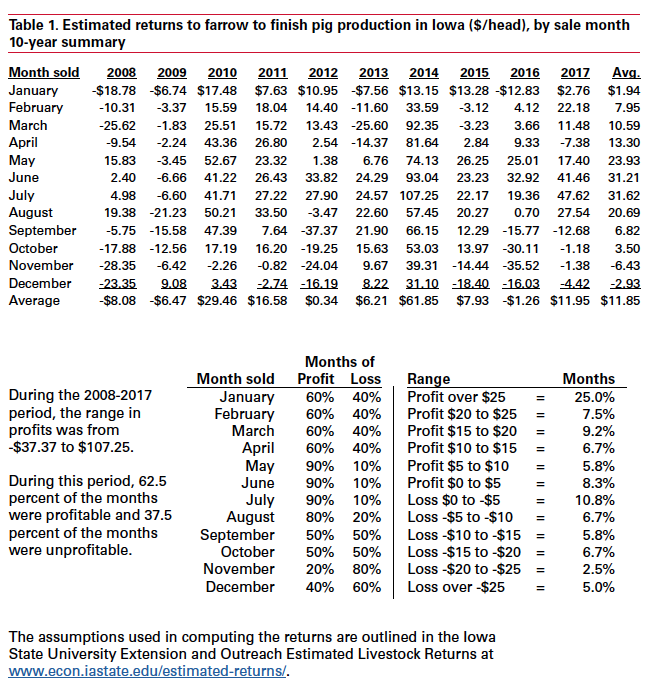 Table 1. Estimated returns to farrow to finish pig production in Iowa ($/head), by sale month
10-year summary
Month sold 2008 2009 2010 2011 2012 2013 2014 2015 2016 2017 Avg.
January -$18.78 -$6.74 $17.48 $7.63 $10.95 -$7.56 $13.15 $13.28 -$12.83 $2.76 $1.94
February -10.31 -3.37 15.59 18.04 14.40 -11.60 33.59 -3.12 4.12 22.18 7.95
March -25.62 -1.83 25.51 15.72 13.43 -25.60 92.35 -3.23 3.66 11.48 10.59
April -9.54 -2.24 43.36 26.80 2.54 -14.37 81.64 2.84 9.33 -7.38 13.30
May 15.83 -3.45 52.67 23.32 1.38 6.76 74.13 26.25 25.01 17.40 23.93
June 2.40 -6.66 41.22 26.43 33.82 24.29 93.04 23.23 32.92 41.46 31.21
July 4.98 -6.60 41.71 27.22 27.90 24.57 107.25 22.17 19.36 47.62 31.62
August 19.38 -21.23 50.21 33.50 -3.47 22.60 57.45 20.27 0.70 27.54 20.69
September -5.75 -15.58 47.39 7.64 -37.37 21.90 66.15 12.29 -15.77 -12.68 6.82
October -17.88 -12.56 17.19 16.20 -19.25 15.63 53.03 13.97 -30.11 -1.18 3.50
November -28.35 -6.42 -2.26 -0.82 -24.04 9.67 39.31 -14.44 -35.52 -1.38 -6.43
December -23.35 9.08 3.43 -2.74 -16.19 8.22 31.10 -18.40 -16.03 -4.42 -2.93
Average -$8.08 -$6.47 $29.46 $16.58 $0.34 $6.21 $61.85 $7.93 -$1.26 $11.95 $11.85
During the 2008-2017
period, the range in
profits was from
-$37.37 to $107.25.
During this period, 62.5
percent of the months
were profitable and 37.5
percent of the months
were unprofitable.
Months of
Month sold Profit Loss
January 60% 40%
February 60% 40%
March 60% 40%
April 60% 40%
May 90% 10%
June 90% 10%
July 90% 10%
August 80% 20%
September 50% 50%
October 50% 50%
November 20% 80%
December 40% 60%
Range Months
Profit over $25 = 25.0%
Profit $20 to $25 = 7.5%
Profit $15 to $20 = 9.2%
Profit $10 to $15 = 6.7%
Profit $5 to $10 = 5.8%
Profit $0 to $5 = 8.3%
Loss $0 to -$5 = 10.8%
Loss -$5 to -$10 = 6.7%
Loss -$10 to -$15 = 5.8%
Loss -$15 to -$20 = 6.7%
Loss -$20 to -$25 = 2.5%
Loss over -$25 = 5.0%
The assumptions used in computing the returns are outlined in the Iowa
State University Extension and Outreach Estimated Livestock Returns at
www.econ.iastate.edu/estimated-returns/.